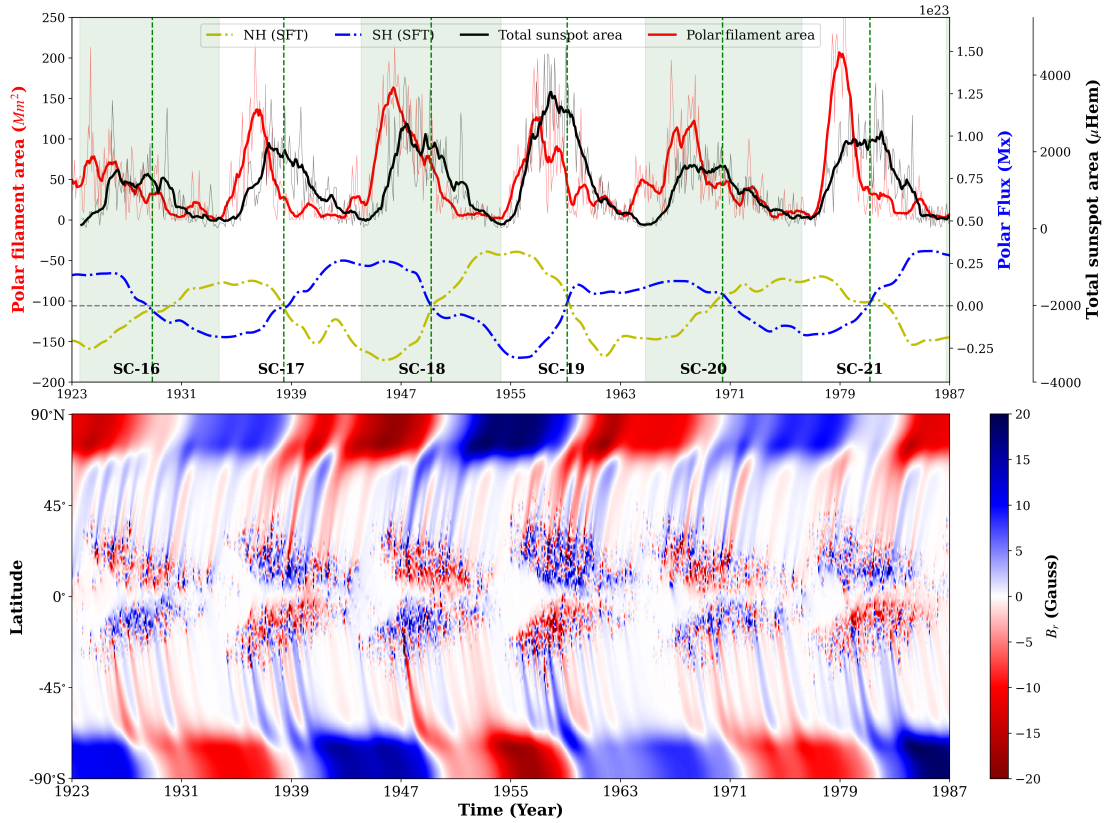 1e23
NH (SFT) SH (SFT) Total sunspot area Polar filament area
Polar filament area (Mm²)
250
200
150
100
50
0
−50
−100
−150
−200
1.50
1.25
1.00
0.75
0.50
0.25
0.00
−0.25
Polar Flux (Mx)
4000
2000
0
−2000
−4000
Total sunspot area (μHem)
SC-16 SC-17 SC-18 SC-19 SC-20 SC-21
1923 1931 1939 1947 1955 1963 1971 1979 1987
Latitude
90°N
45°
0°
-45°
-90°S
1923 1931 1939 1947 1955 1963 1971 1979 1987
Time (Year)
20
15
10
5
0
−5
−10
−15
−20
Bᵣ (Gauss)